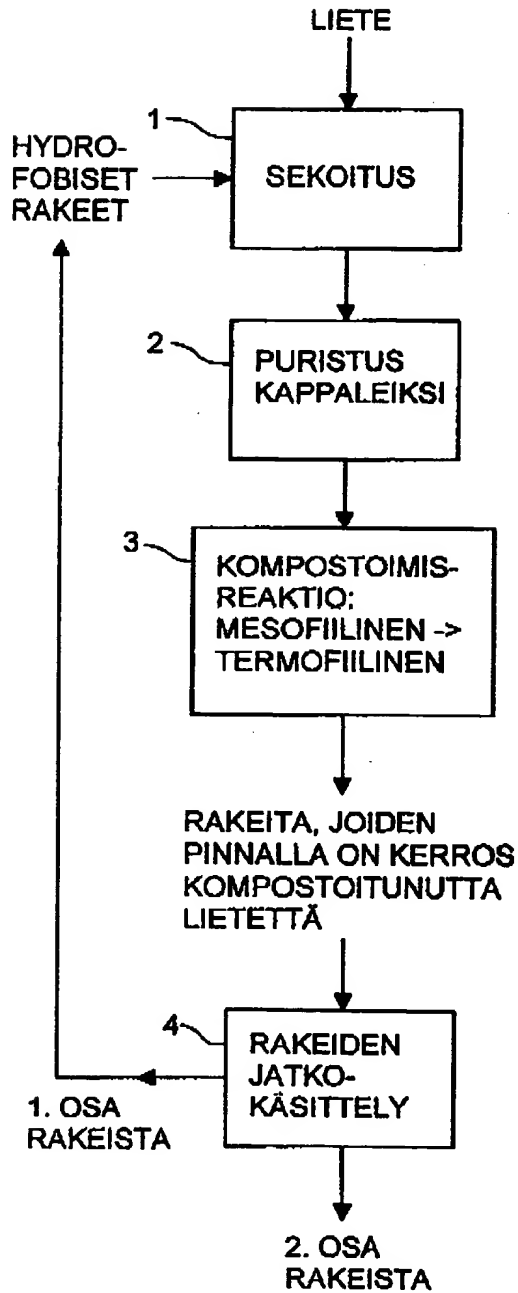 LIETE
1
HYDRO-
FOBISET
RAKEET
SEKOITUS
2
PURISTUS
KAPPALEIKSI
3
KOMPOSTOIMIS-
REAKTIO:
MESOFIILINEN ->
TERMOFIILINEN
RAKEITA, JOIDEN
PINNALLA ON KERROS
KOMPOSTOITUNUTTA
LIETETTÄ
4
RAKEIDEN
JATKO-
KÄSITTELY
1. OSA
RAKEISTA
2. OSA
RAKEISTA